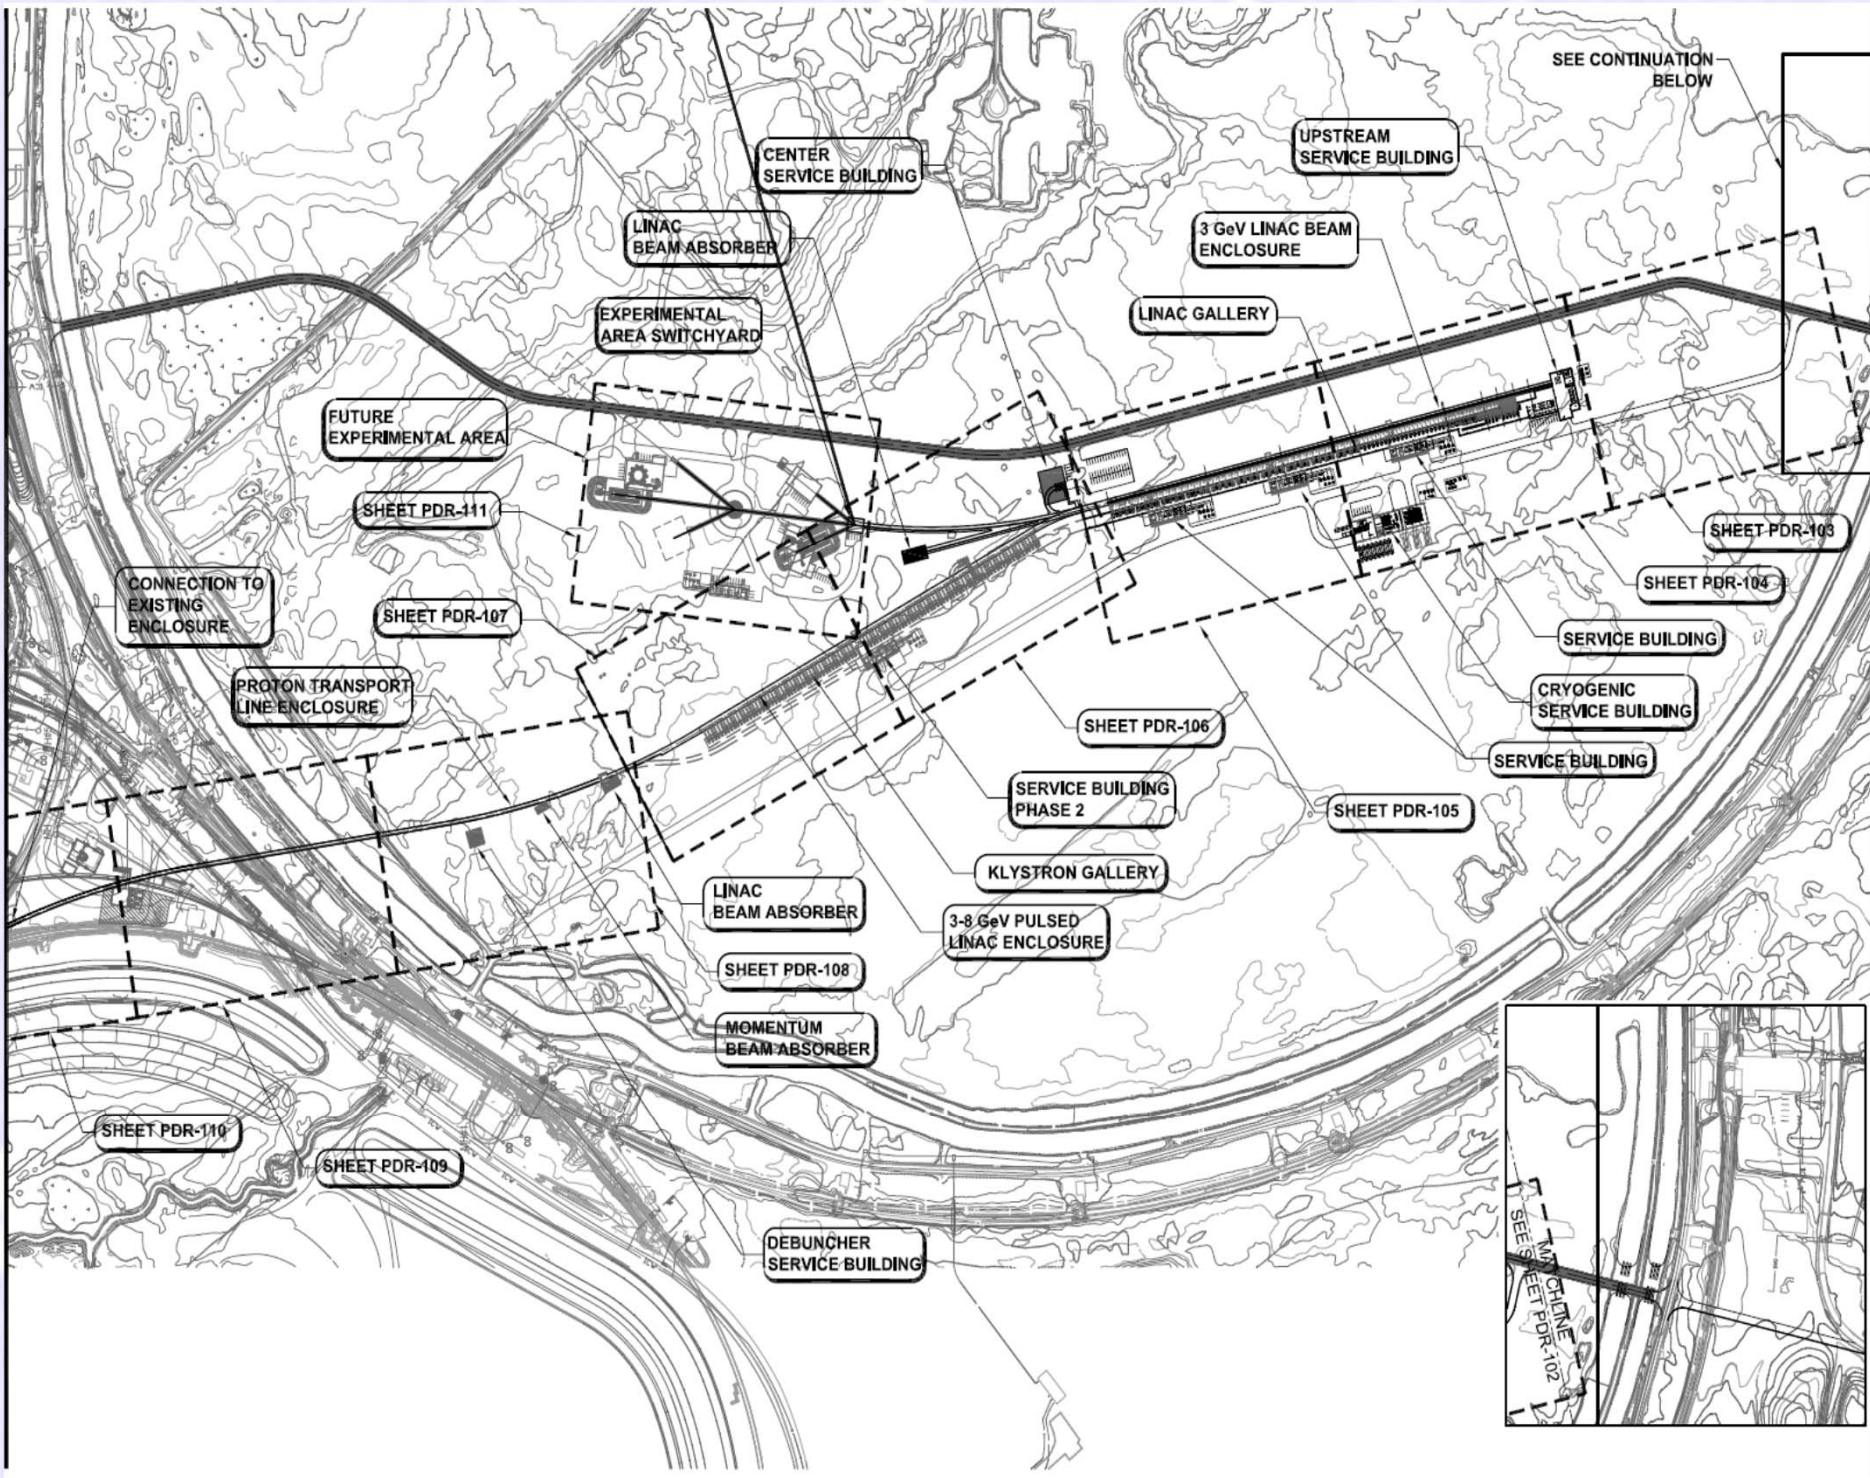 SEE CONTINUATION
BELOW
CENTER
SERVICE BUILDING
UPSTREAM
SERVICE BUILDING
LINAC
BEAM ABSORBER
3 GeV LINAC BEAM
ENCLOSURE
EXPERIMENTAL
AREA SWITCHYARD
LINAC GALLERY
FUTURE
EXPERIMENTAL AREA
SHEET PDR-111
SHEET PDR-103
CONNECTION TO
EXISTING
ENCLOSURE
SHEET PDR-104
SHEET PDR-107
SERVICE BUILDING
PROTON TRANSPORT
LINE ENCLOSURE
CRYOGENIC
SERVICE BUILDING
SHEET PDR-106
SERVICE BUILDING
SERVICE BUILDING
PHASE 2
SHEET PDR-105
KLYSTRON GALLERY
LINAC
BEAM ABSORBER
3-8 GeV PULSED
LINAC ENCLOSURE
SHEET PDR-108
MOMENTUM
BEAM ABSORBER
SHEET PDR-110
SHEET PDR-109
DEBUNCHER
SERVICE BUILDING
MATCHLINE
SEE SHEET PDR-102